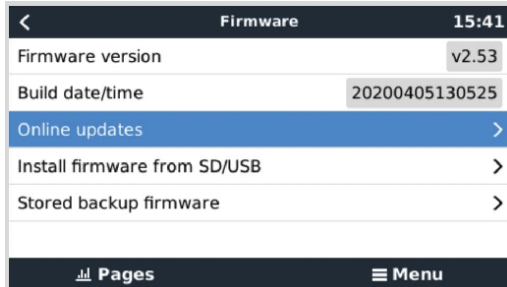 Firmware 15:41
Firmware version v2.53
Build date/time 20200405130525
Online updates
Install firmware from SD/USB
Stored backup firmware
Pages Menu